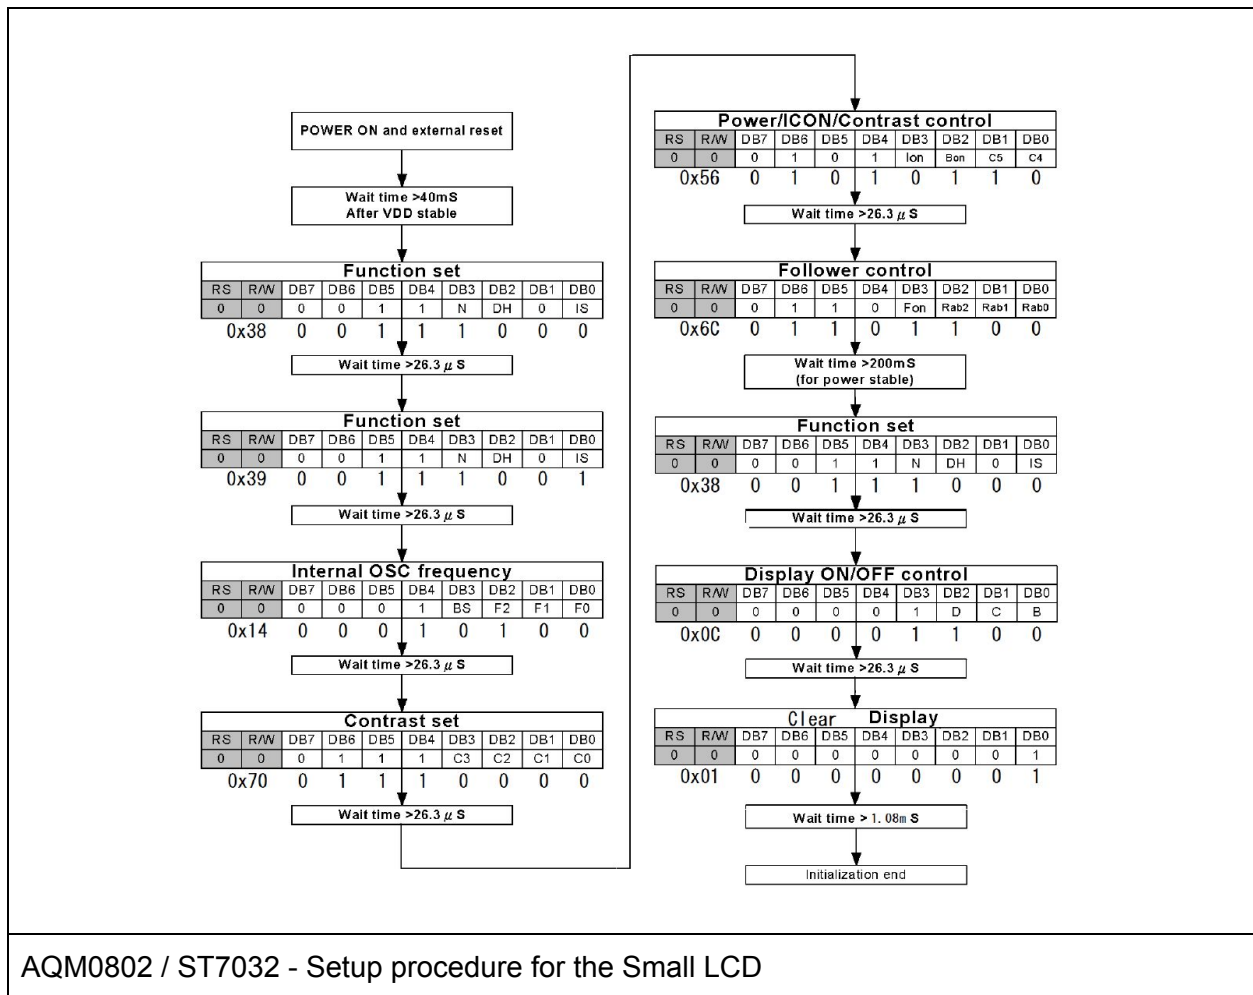 POWER ON and external reset
Wait time >40mS
After VDD stable
Function set
RS R/W DB7 DB6 DB5 DB4 DB3 DB2 DB1 DB0
0 0 0 0 1 1 N DH 0 IS
0x38 0 0 1 1 1 0 0 0
Wait time >26.3 μ S
Function set
RS R/W DB7 DB6 DB5 DB4 DB3 DB2 DB1 DB0
0 0 0 0 1 1 N DH 0 IS
0x39 0 0 1 1 1 0 0 1
Wait time >26.3 μ S
Internal OSC frequency
RS R/W DB7 DB6 DB5 DB4 DB3 DB2 DB1 DB0
0 0 0 0 0 1 BS F2 F1 F0
0x14 0 0 0 1 0 1 0 0
Wait time >26.3 μ S
Contrast set
RS R/W DB7 DB6 DB5 DB4 DB3 DB2 DB1 DB0
0 0 0 1 1 1 C3 C2 C1 C0
0x70 0 1 1 1 0 0 0 0
Wait time >26.3 μ S
Power/ICON/Contrast control
RS R/W DB7 DB6 DB5 DB4 DB3 DB2 DB1 DB0
0 0 0 1 0 1 Ion Bon C5 C4
0x56 0 1 0 1 0 1 1 0
Wait time >26.3 μ S
Follower control
RS R/W DB7 DB6 DB5 DB4 DB3 DB2 DB1 DB0
0 0 0 1 1 0 Fon Rab2 Rab1 Rab0
0x6C 0 1 1 0 1 1 0 0
Wait time >200mS
(for power stable)
Function set
RS R/W DB7 DB6 DB5 DB4 DB3 DB2 DB1 DB0
0 0 0 0 1 1 N DH 0 IS
0x38 0 0 1 1 1 0 0 0
Wait time >26.3 μ S
Display ON/OFF control
RS R/W DB7 DB6 DB5 DB4 DB3 DB2 DB1 DB0
0 0 0 0 0 0 1 D C B
0x0C 0 0 0 0 1 1 0 0
Wait time >26.3 μ S
Clear Display
RS R/W DB7 DB6 DB5 DB4 DB3 DB2 DB1 DB0
0 0 0 0 0 0 0 0 0 1
0x01 0 0 0 0 0 0 0 1
Wait time > 1.08m S
Initialization end
AQM0802 / ST7032 - Setup procedure for the Small LCD